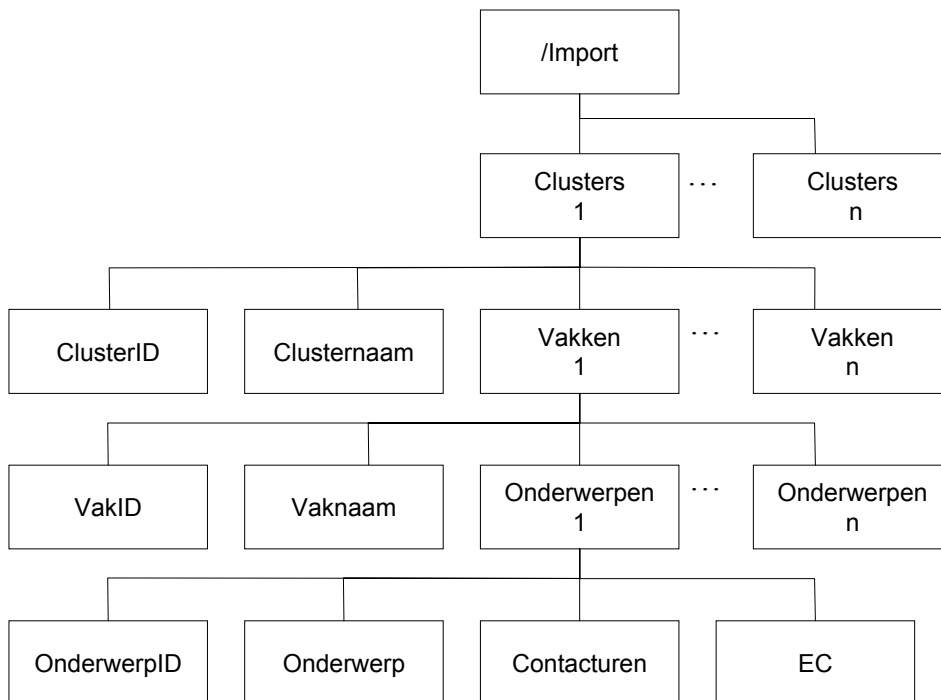 /Import
Clusters
1
...
Clusters
n
ClusterID
Clusternaam
Vakken
1
...
Vakken
n
VakID
Vaknaam
Onderwerpen
1
...
Onderwerpen
n
OnderwerpID
Onderwerp
Contacturen
EC